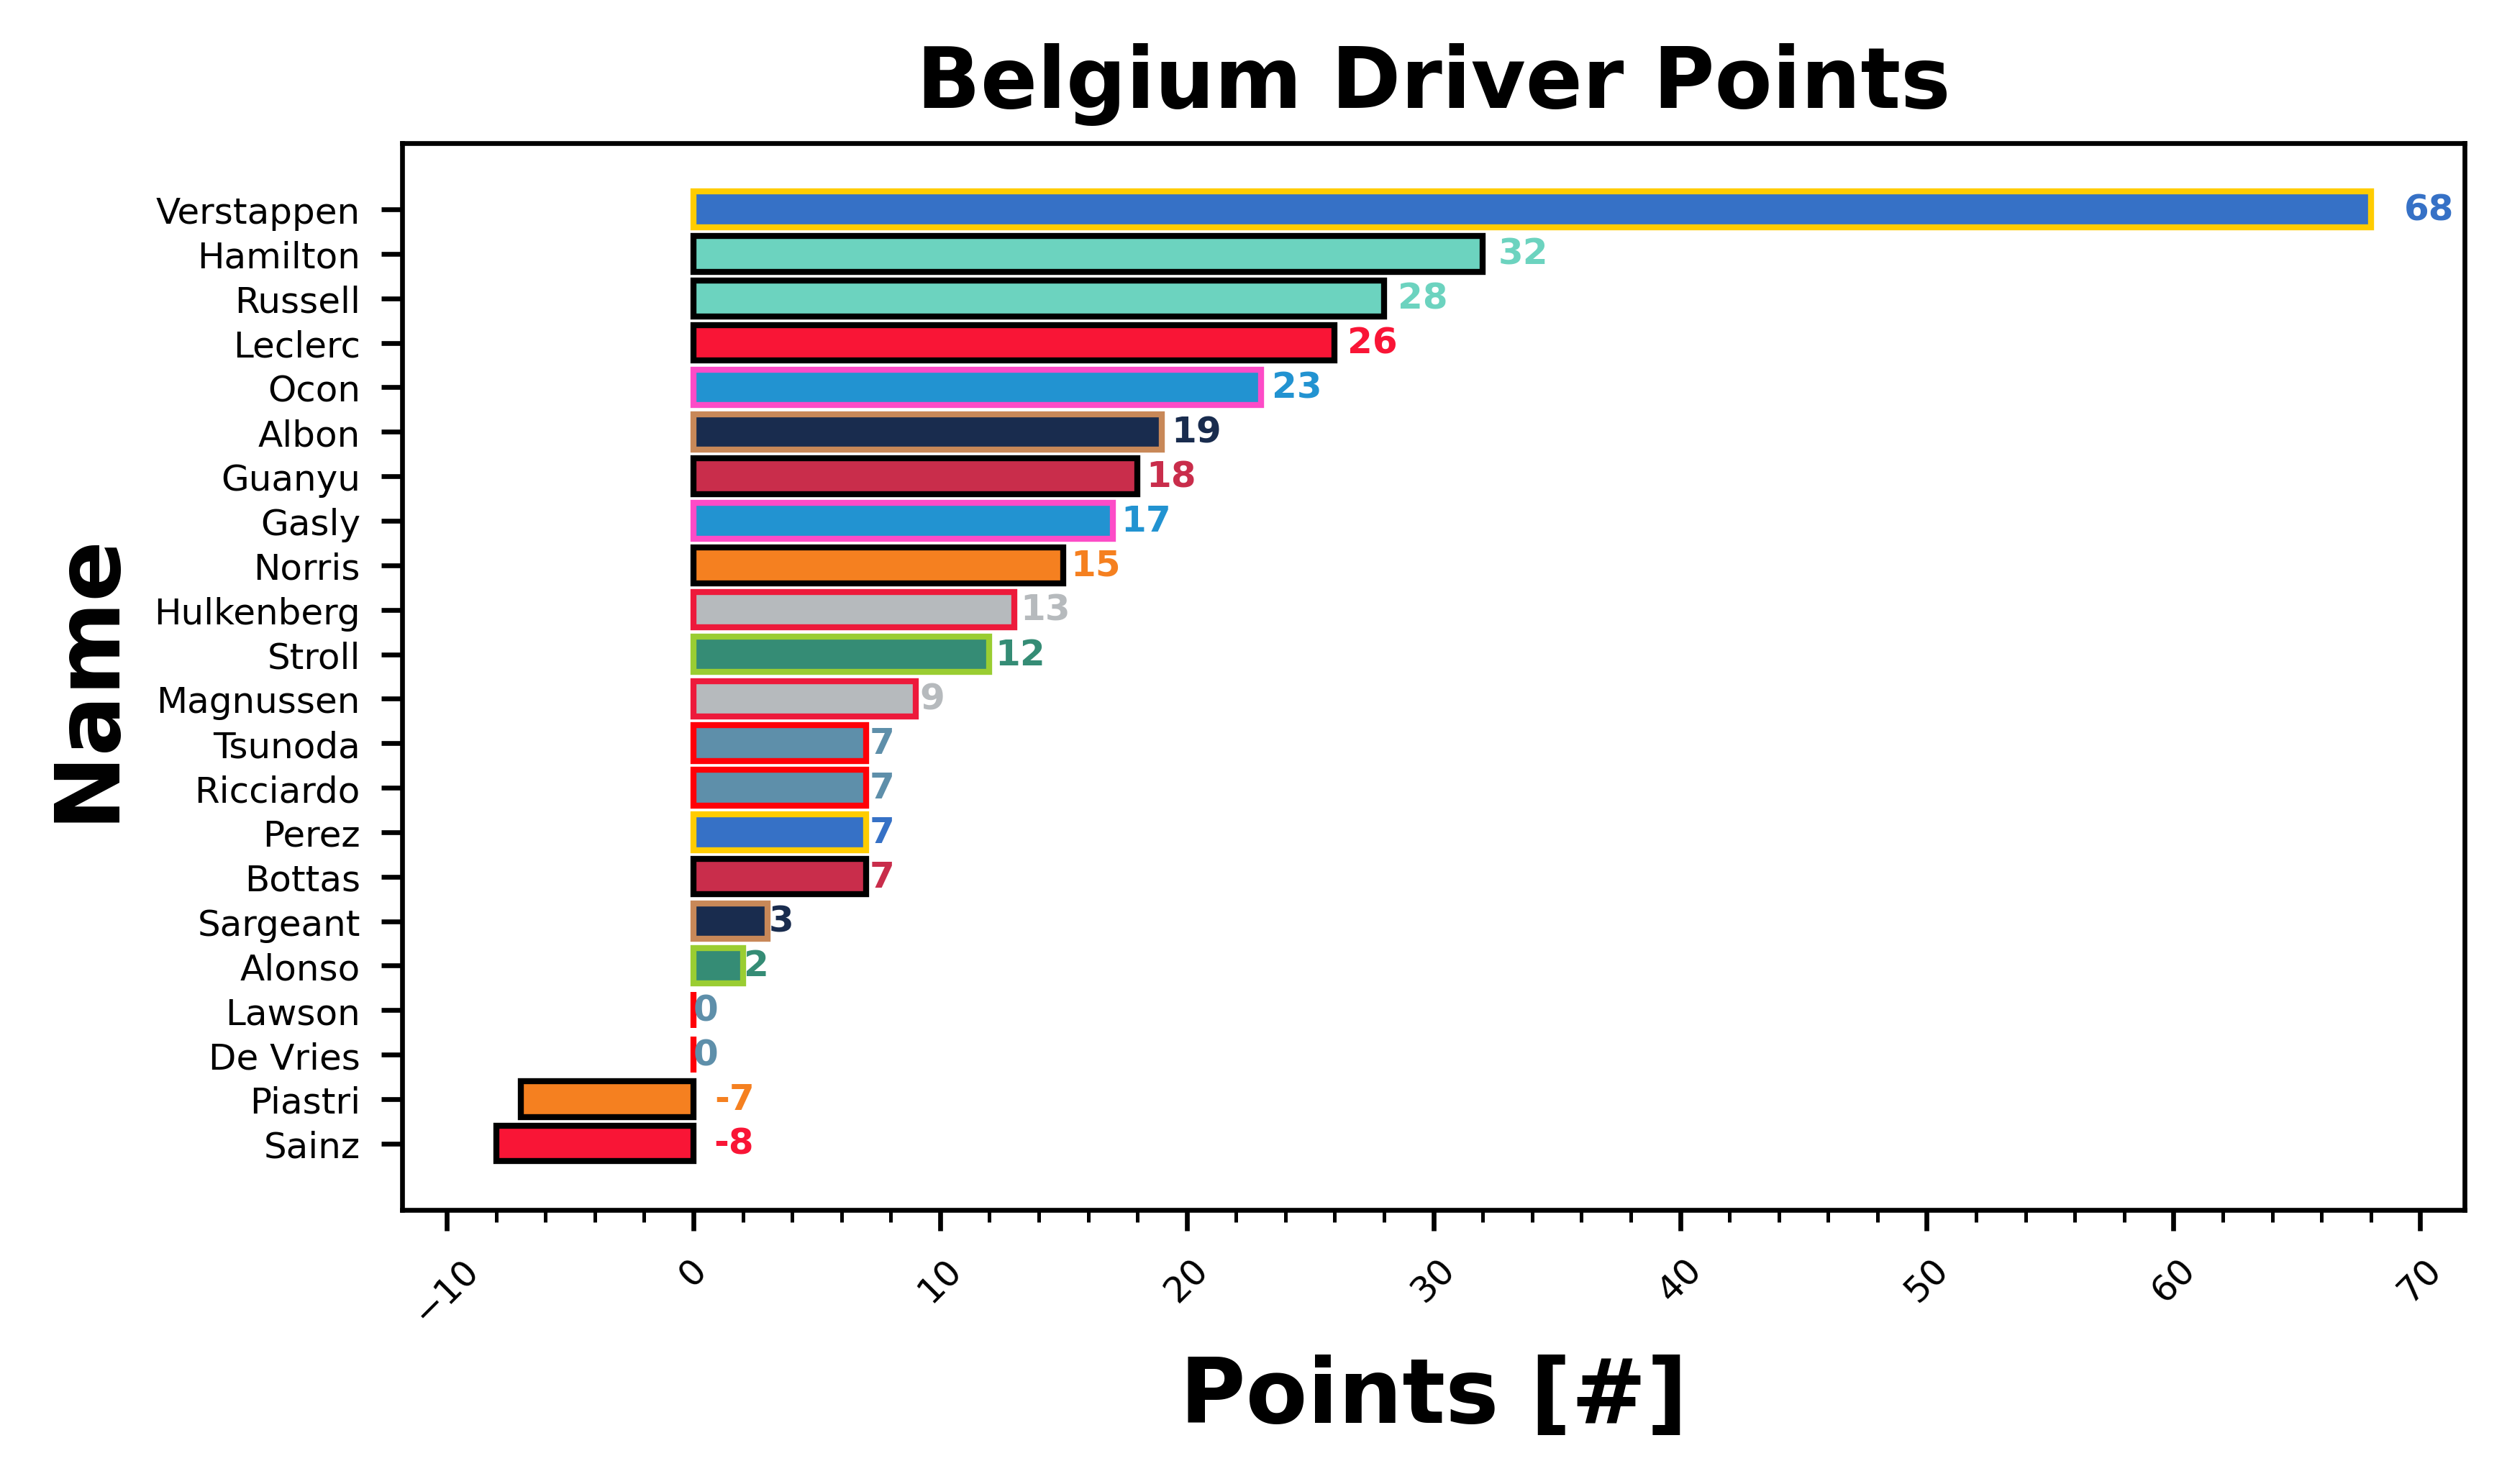 Belgium Driver Points
Name
Verstappen 68
Hamilton 32
Russell 28
Leclerc 26
Ocon 23
Albon 19
Guanyu 18
Gasly 17
Norris 15
Hulkenberg 13
Stroll 12
Magnussen 9
Tsunoda 7
Ricciardo 7
Perez 7
Bottas 7
Sargeant 3
Alonso 2
Lawson 0
De Vries 0
Piastri -7
Sainz -8
−10 0 10 20 30 40 50 60 70
Points [#]